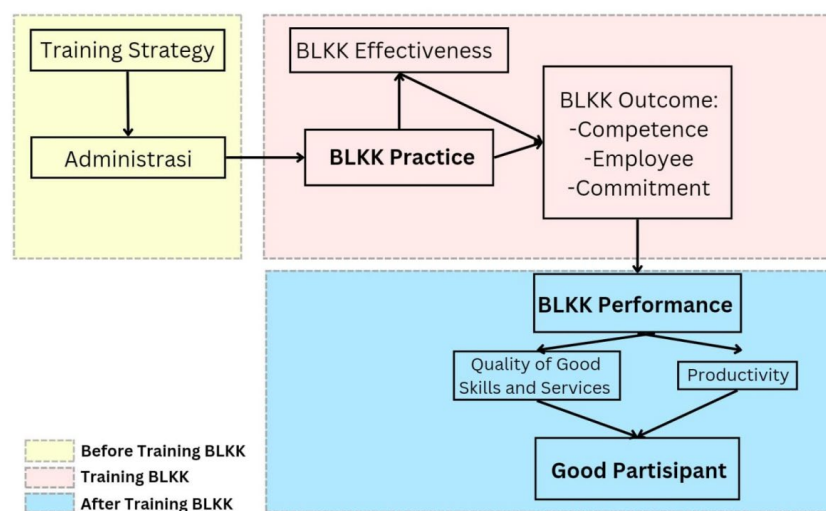 Training Strategy
Administrasi
BLKK Effectiveness
BLKK Practice
BLKK Outcome:
-Competence
-Employee
-Commitment
BLKK Performance
Quality of Good
Skills and Services
Productivity
Good Partisipant
Before Training BLKK
Training BLKK
After Training BLKK